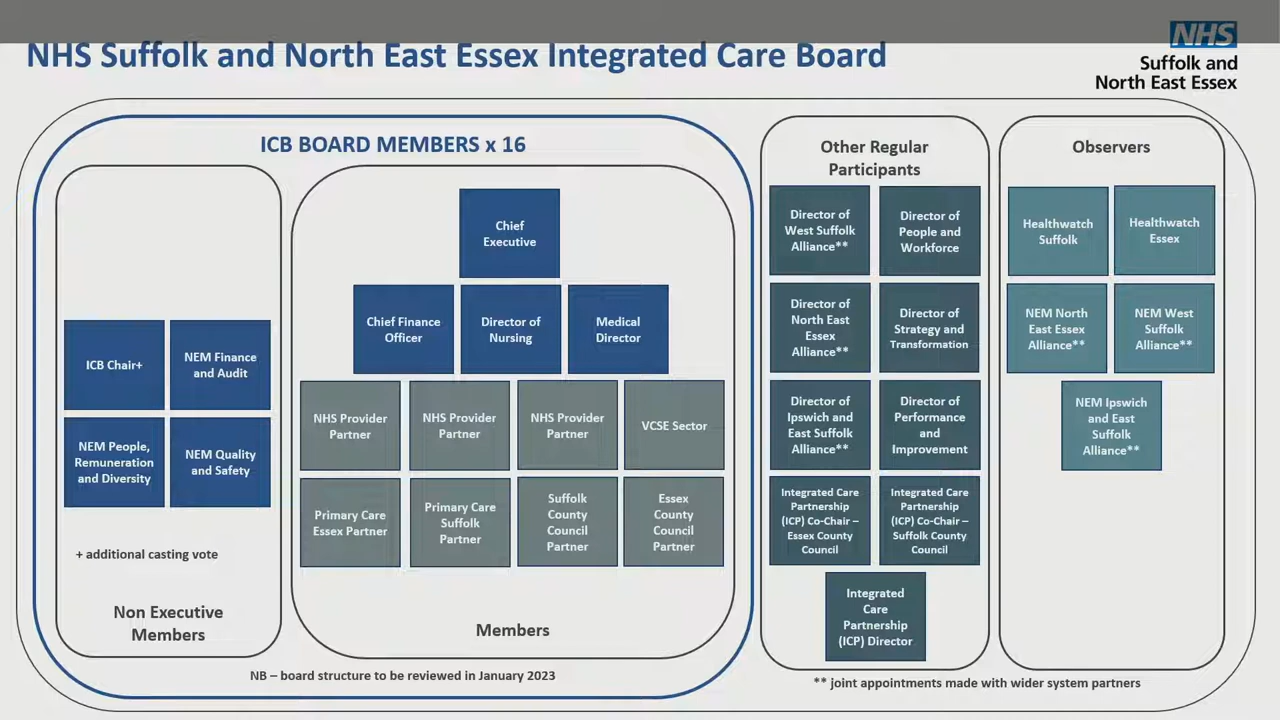 NHS Suffolk and North East Essex Integrated Care Board
NHS
Suffolk and
North East Essex
ICB BOARD MEMBERS x 16
ICB Chair+
NEM Finance
and Audit
NEM People,
Remuneration
and Diversity
NEM Quality
and Safety
+ additional casting vote
Non Executive
Members
Chief
Executive
Chief Finance
Officer
Director of
Nursing
Medical
Director
NHS Provider
Partner
NHS Provider
Partner
NHS Provider
Partner
VCSE Sector
Primary Care
Essex Partner
Primary Care
Suffolk
Partner
Suffolk
County
Council
Partner
Essex
County
Council
Partner
Members
NB – board structure to be reviewed in January 2023
Other Regular
Participants
Director of
West Suffolk
Alliance**
Director of
People and
Workforce
Director of
North East
Essex
Alliance**
Director of
Strategy and
Transformation
Director of
Ipswich and
East Suffolk
Alliance**
Director of
Performance
and
Improvement
Integrated Care
Partnership
(ICP) Co-Chair –
Essex County
Council
Integrated Care
Partnership
(ICP) Co-Chair –
Suffolk County
Council
Integrated
Care
Partnership
(ICP) Director
Observers
Healthwatch
Suffolk
Healthwatch
Essex
NEM North
East Essex
Alliance**
NEM West
Suffolk
Alliance**
NEM Ipswich
and East
Suffolk
Alliance**
** joint appointments made with wider system partners